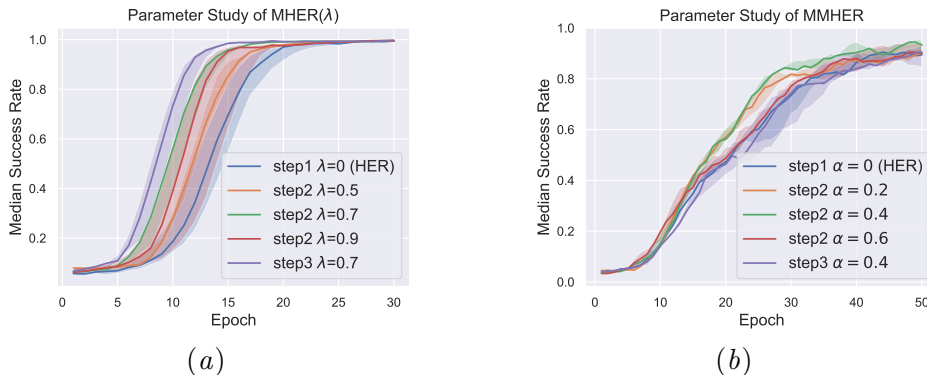 Parameter Study of MHER(λ)
Median Success Rate
1.0
0.8
0.6
0.4
0.2
step1 λ=0 (HER)
step2 λ=0.5
step2 λ=0.7
step2 λ=0.9
step3 λ=0.7
0 5 10 15 20 25 30
Epoch
(a)
Parameter Study of MMHER
Median Success Rate
1.0
0.8
0.6
0.4
0.2
0.0
step1 α = 0 (HER)
step2 α = 0.2
step2 α = 0.4
step2 α = 0.6
step3 α = 0.4
0 10 20 30 40 50
Epoch
(b)